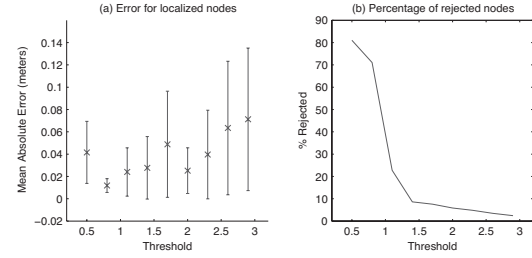 (a) Error for localized nodes
Mean Absolute Error (meters)
0.14
0.12
0.1
0.08
0.06
0.04
0.02
0
−0.02
0.5 1 1.5 2 2.5 3
Threshold
(b) Percentage of rejected nodes
% Rejected
90
80
70
60
50
40
30
20
10
0
0.5 1 1.5 2 2.5 3
Threshold